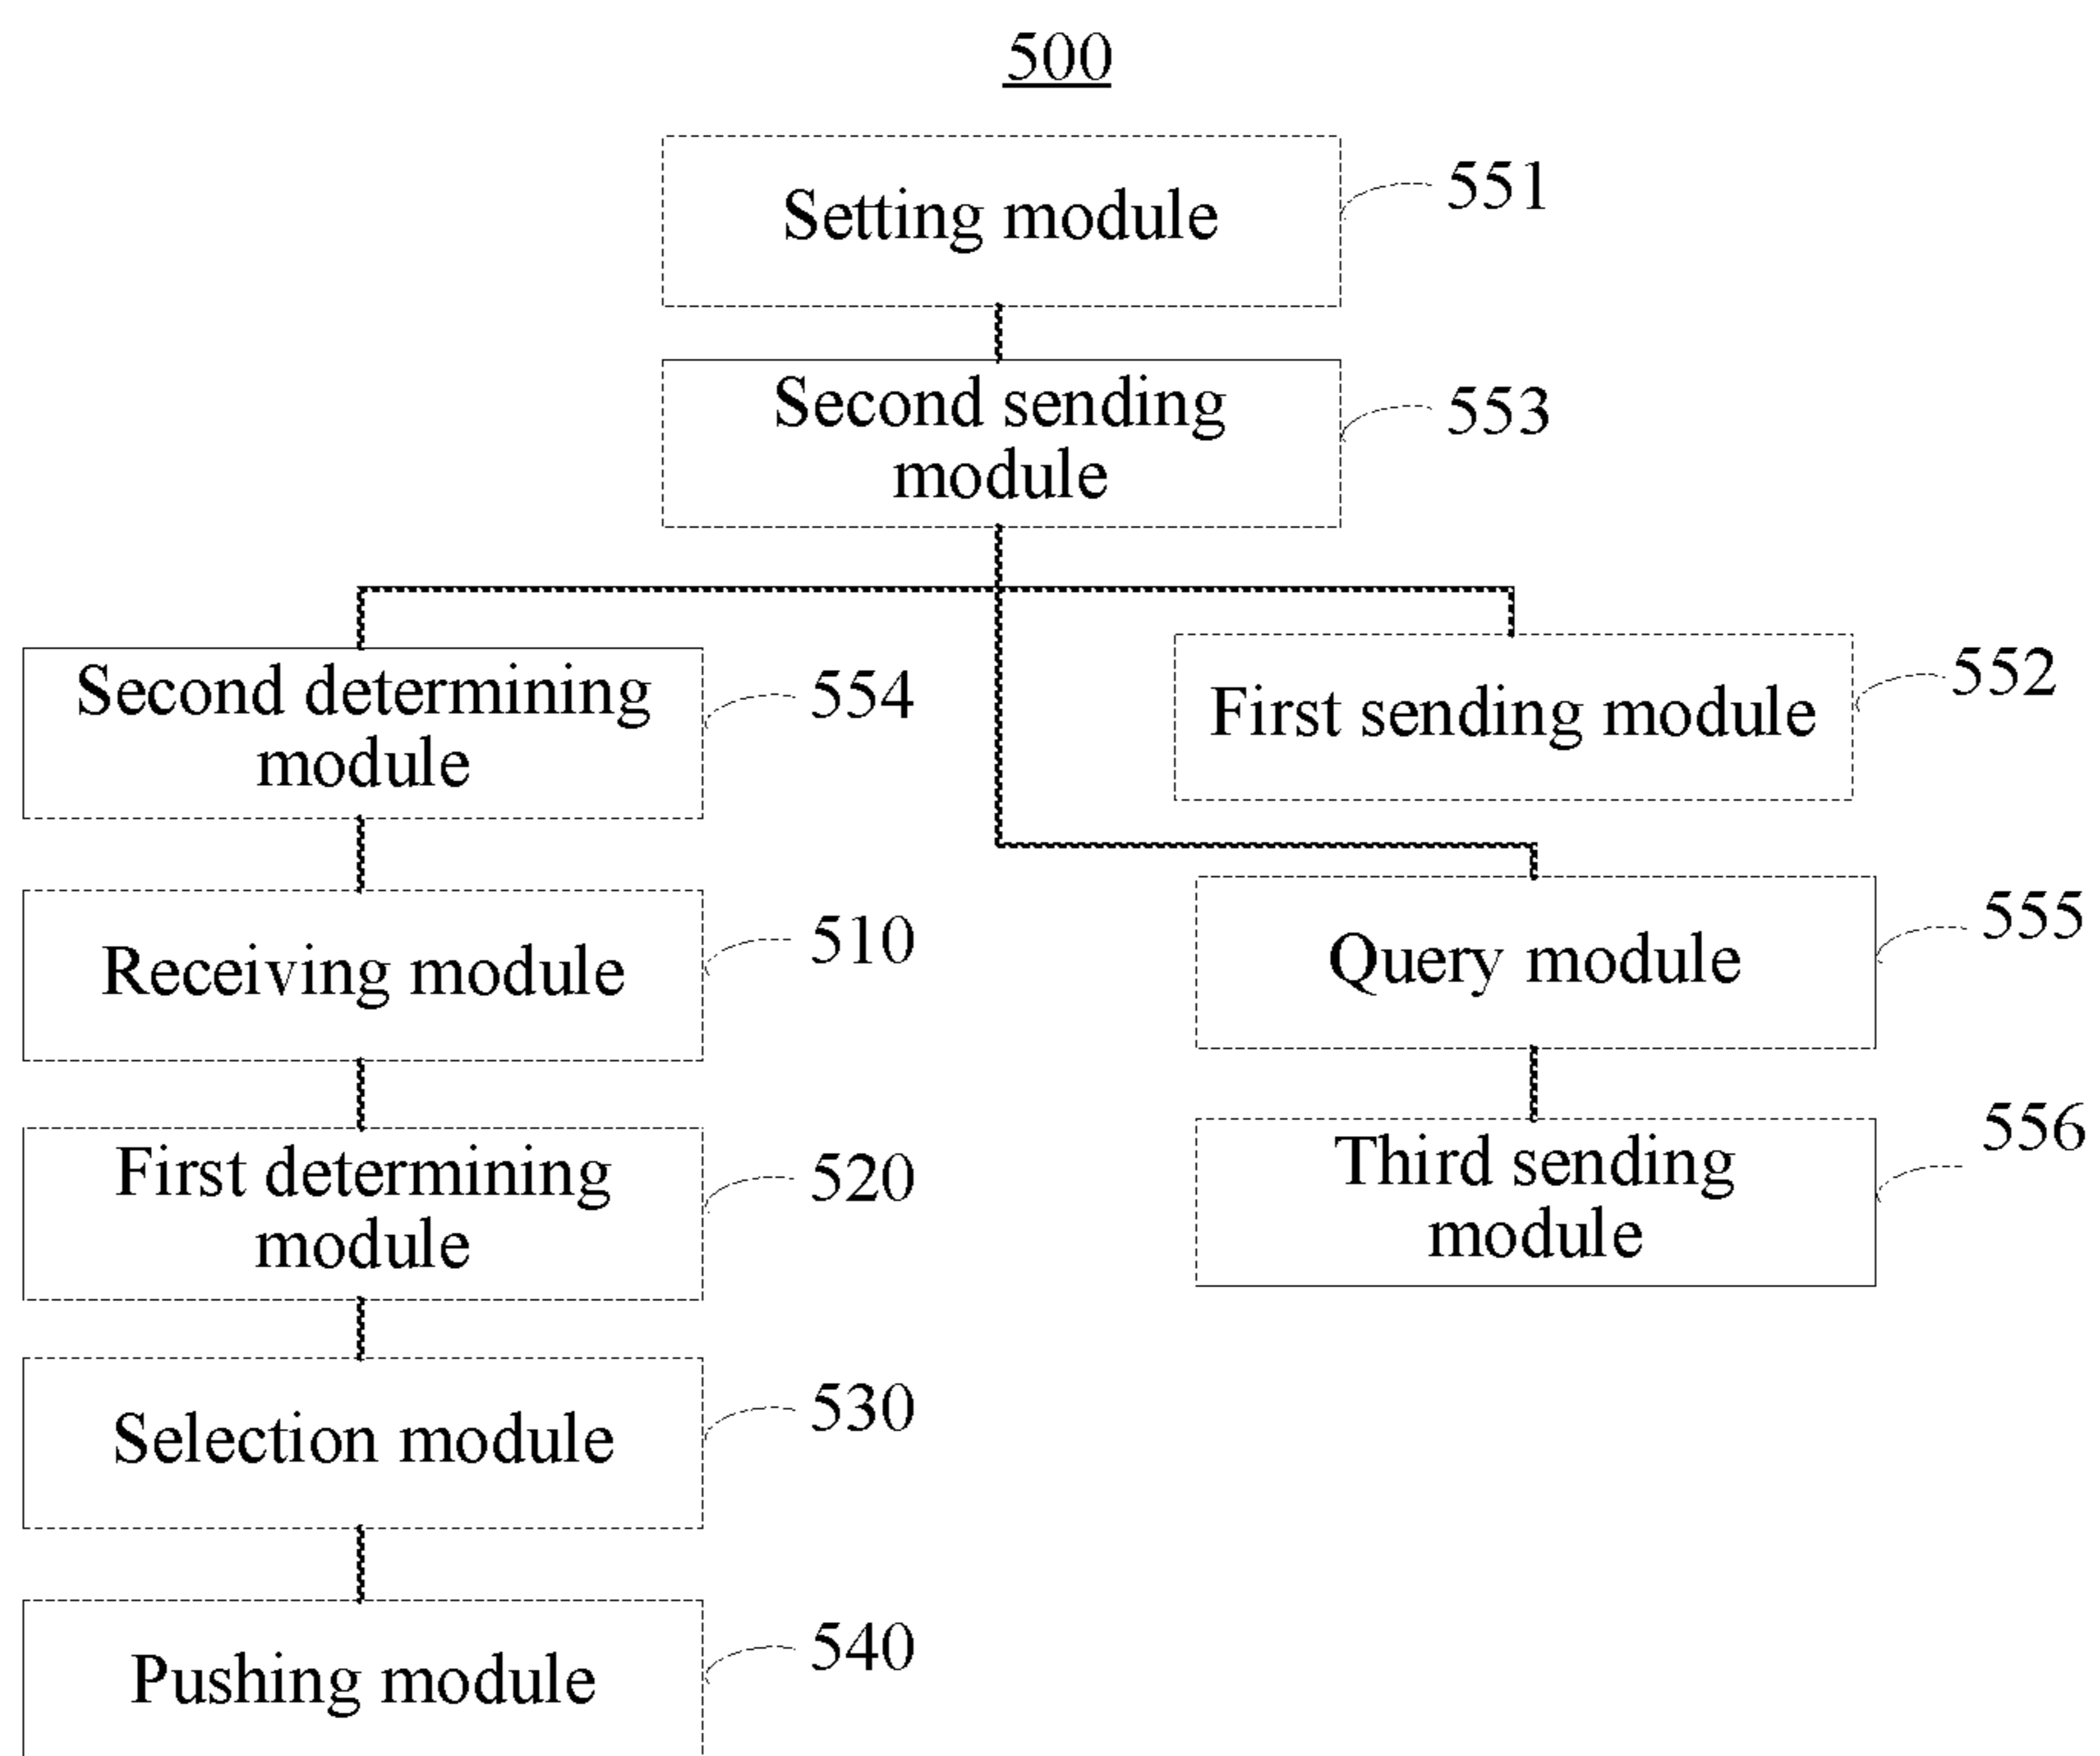 500
Setting module
551
Second sending
module
553
Second determining
module
554
First sending module
552
Receiving module
510
Query module
555
First determining
module
520
Third sending
module
556
Selection module
530
Pushing module
540